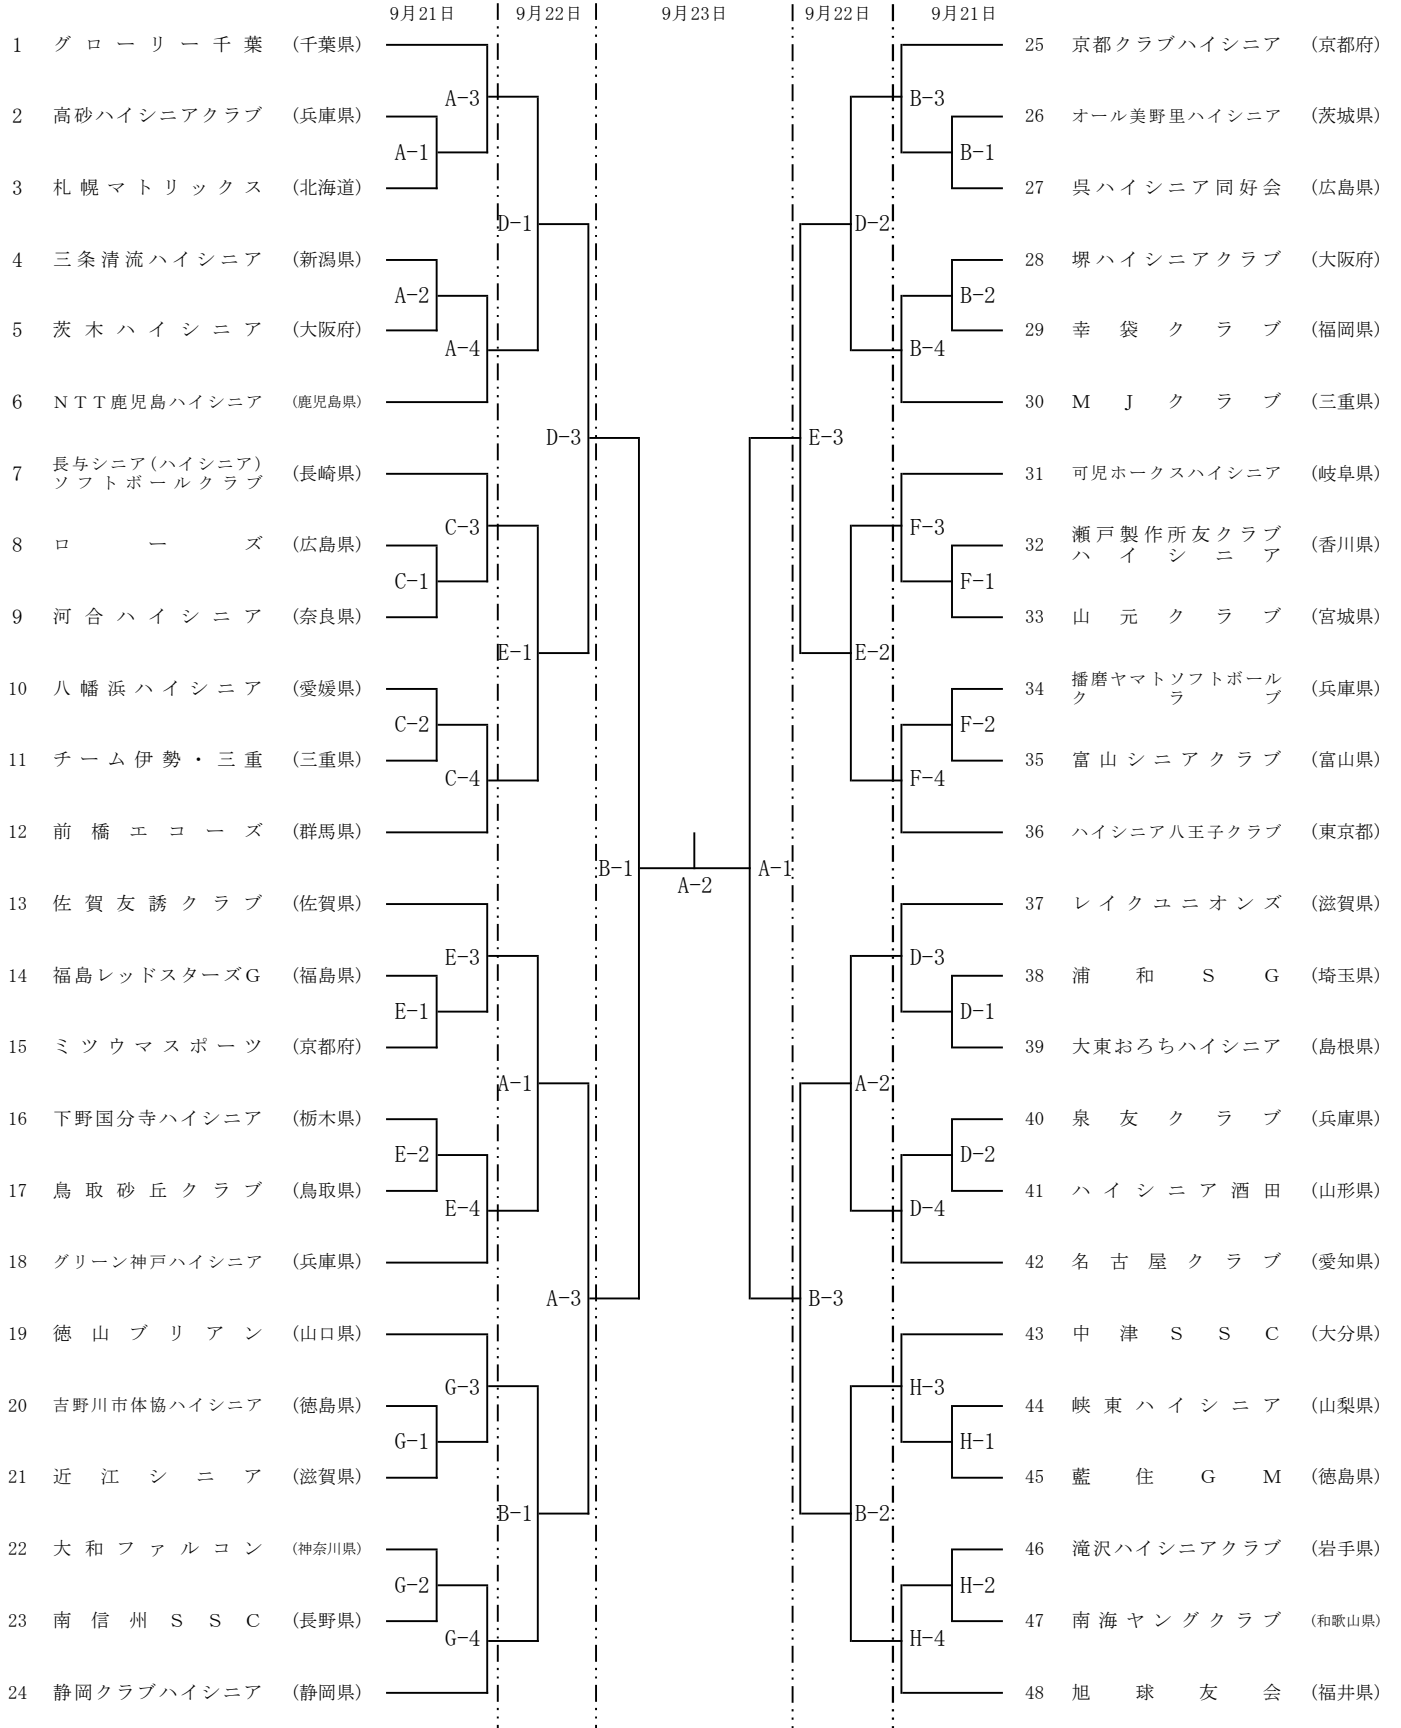 9月21日 9月22日 9月23日 9月22日 9月21日
1 グローリー千葉 (千葉県)
A-3
2 高砂ハイシニアクラブ (兵庫県)
A-1
3 札幌マトリックス (北海道)
D-1
4 三条清流ハイシニア (新潟県)
A-2
5 茨木ハイシニア (大阪府)
A-4
6 NTT鹿児島ハイシニア (鹿児島県)
D-3
7 長与シニア(ハイシニア)
ソフトボールクラブ (長崎県)
C-3
8 ローズ (広島県)
C-1
9 河合ハイシニア (奈良県)
E-1
10 八幡浜ハイシニア (愛媛県)
C-2
11 チーム伊勢・三重 (三重県)
C-4
12 前橋エコーズ (群馬県)
B-1
13 佐賀友誘クラブ (佐賀県)
E-3
14 福島レッドスターズG (福島県)
E-1
15 ミツウマスポーツ (京都府)
A-1
16 下野国分寺ハイシニア (栃木県)
E-2
17 鳥取砂丘クラブ (鳥取県)
E-4
18 グリーン神戸ハイシニア (兵庫県)
A-3
19 徳山ブリアン (山口県)
G-3
20 吉野川市体協ハイシニア (徳島県)
G-1
21 近江シニア (滋賀県)
B-1
22 大和ファルコン (神奈川県)
G-2
23 南信州SSC (長野県)
G-4
24 静岡クラブハイシニア (静岡県)
A-2
25 京都クラブハイシニア (京都府)
B-3
26 オール美野里ハイシニア (茨城県)
B-1
27 呉ハイシニア同好会 (広島県)
D-2
28 堺ハイシニアクラブ (大阪府)
B-2
29 幸袋クラブ (福岡県)
B-4
30 MJクラブ (三重県)
E-3
31 可児ホークスハイシニア (岐阜県)
F-3
32 瀬戸製作所友クラブ
ハイシニア (香川県)
F-1
33 山元クラブ (宮城県)
E-2
34 播磨ヤマトソフトボール
クラブ (兵庫県)
F-2
35 富山シニアクラブ (富山県)
F-4
36 ハイシニア八王子クラブ (東京都)
A-1
37 レイクユニオンズ (滋賀県)
D-3
38 浦和SG (埼玉県)
D-1
39 大東おろちハイシニア (島根県)
A-2
40 泉友クラブ (兵庫県)
D-2
41 ハイシニア酒田 (山形県)
D-4
42 名古屋クラブ (愛知県)
B-3
43 中津SSC (大分県)
H-3
44 峡東ハイシニア (山梨県)
H-1
45 藍住GM (徳島県)
B-2
46 滝沢ハイシニアクラブ (岩手県)
H-2
47 南海ヤングクラブ (和歌山県)
H-4
48 旭球友会 (福井県)